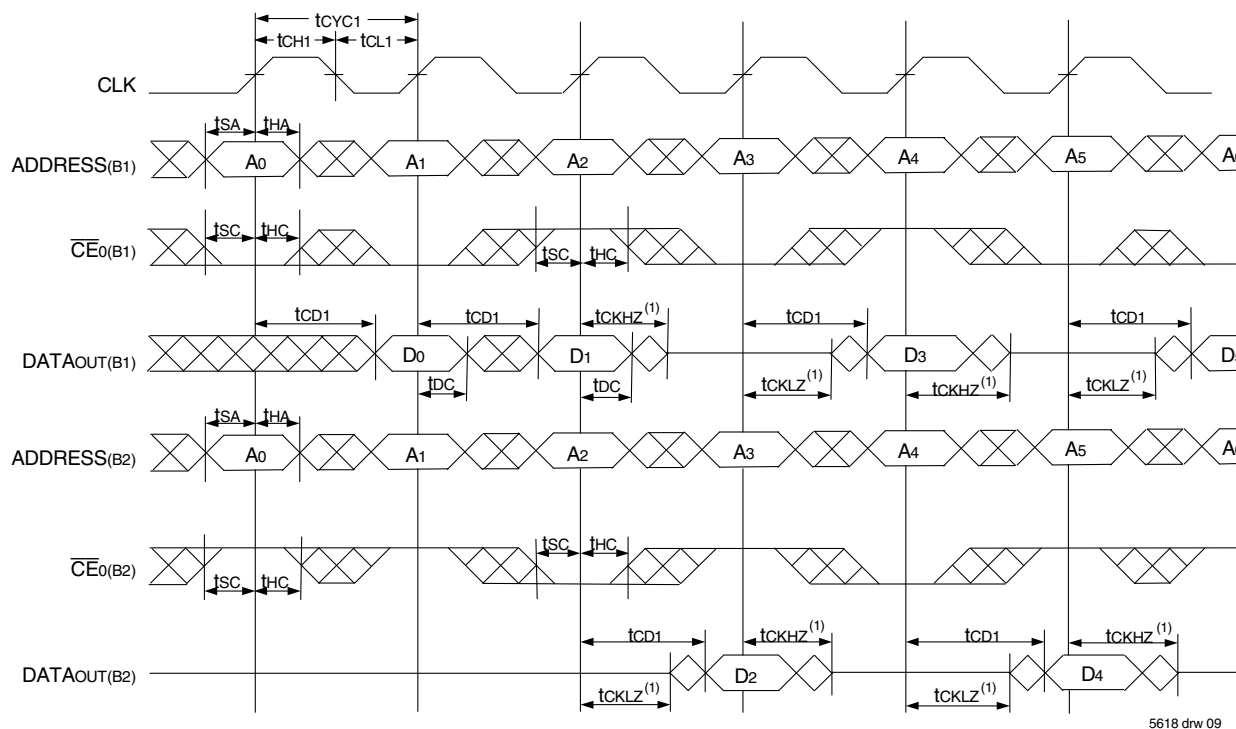 tCYC1
tCH1 tCL1
CLK
tSA tHA
ADDRESS(B1) A0 A1 A2 A3 A4 A5
tSC tHC
CE0(B1)
tSC tHC
tCD1 tCD1 tCKHZ(1) tCD1 tCD1
DATAOUT(B1) D0 D1 D3
tDC tDC tCKLZ(1) tCKHZ(1) tCKLZ(1)
tSA tHA
ADDRESS(B2) A0 A1 A2 A3 A4 A5
tSC tHC
CE0(B2)
tSC tHC
tCD1 tCKHZ(1) tCD1 tCKHZ(1)
DATAOUT(B2) D2 D4
tCKLZ(1) tCKLZ(1)
5618 drw 09